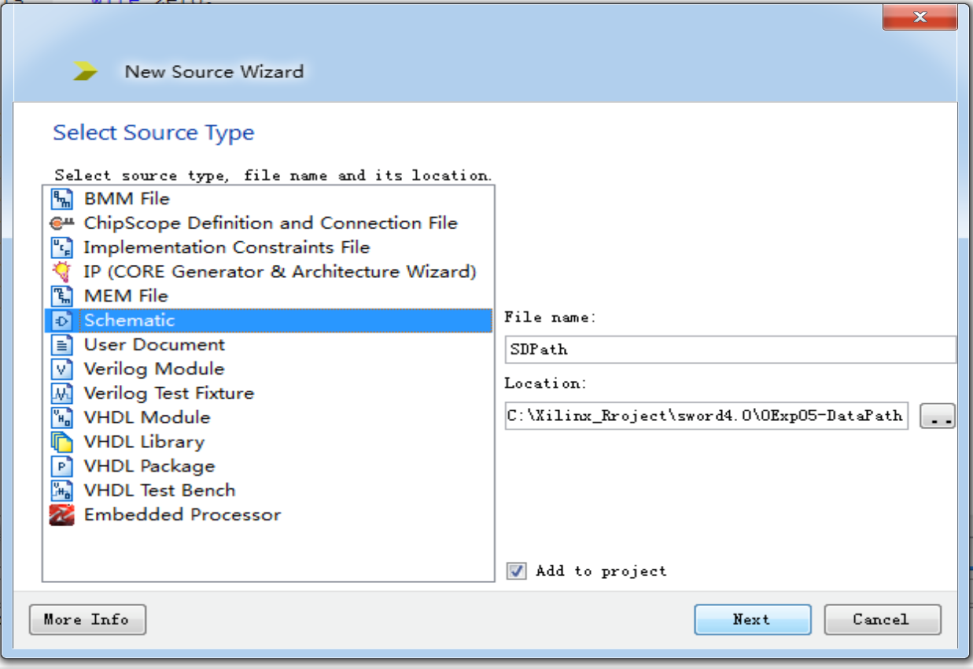 New Source Wizard
Select Source Type
Select source type, file name and its location.
BMM File
ChipScope Definition and Connection File
Implementation Constraints File
IP (CORE Generator & Architecture Wizard)
MEM File
Schematic
User Document
Verilog Module
Verilog Test Fixture
VHDL Module
VHDL Library
VHDL Package
VHDL Test Bench
Embedded Processor
File name:
SDPath
Location:
C:\Xilinx_Rroject\sword4.0\OExp05-DataPath
..
Add to project
More Info
Next
Cancel